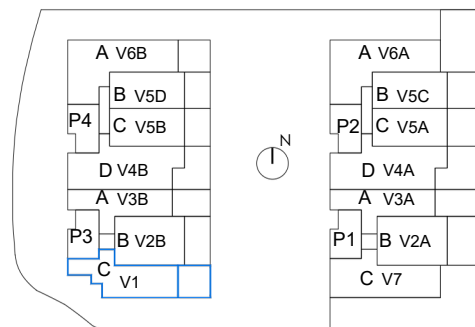 A V6B
B V5D
P4
C V5B
D V4B
A V3B
P3
B V2B
C V1
N
A V6A
B V5C
P2
C V5A
D V4A
A V3A
P1
B V2A
C V7